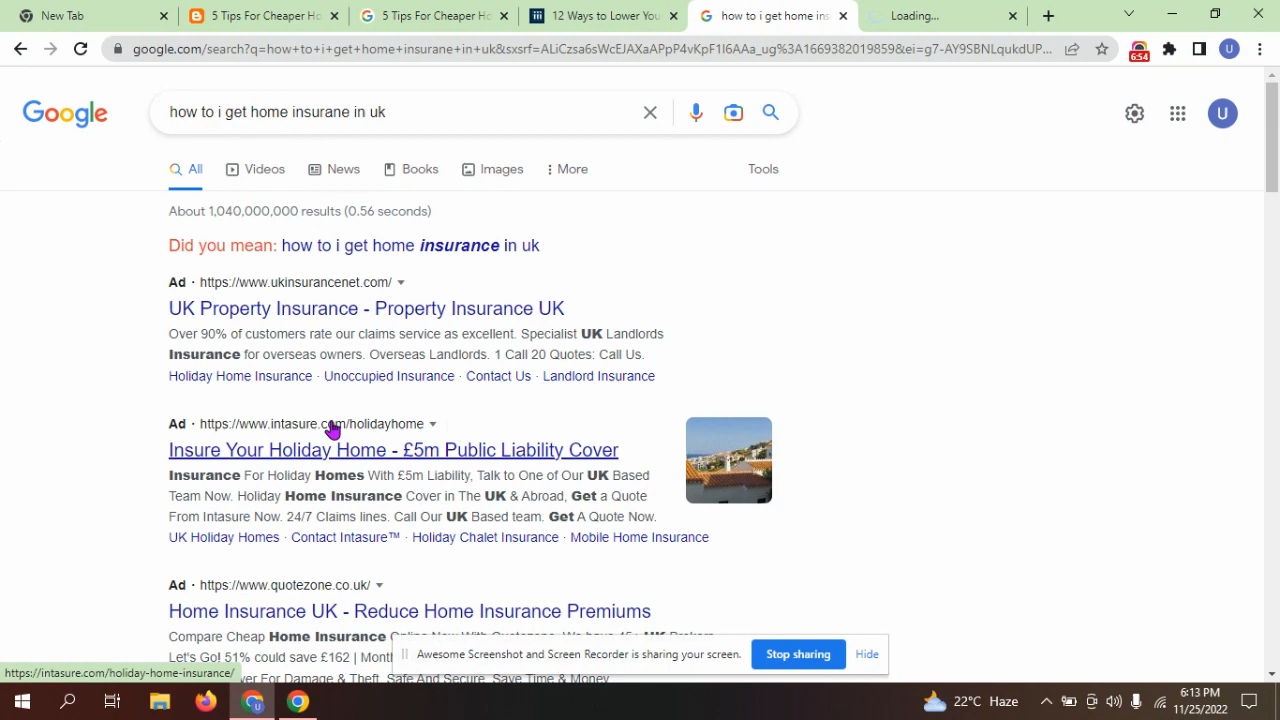 New Tab
5 Tips For Cheaper Ho
5 Tips For Cheaper Ho
12 Ways to Lower You
how to i get home ins
Loading...
google.com/search?q=how+to+i+get+home+insurane+in+uk&sxsrf=ALiCzsa6sWcEJAXaAPpP4vKpF1I6AAa_ug%3A1669382019859&ei=g7-AY9SBNLqukdUP...
6:54
U
Google
how to i get home insurane in uk
U
All
Videos
News
Books
Images
More
Tools
About 1,040,000,000 results (0.56 seconds)
Did you mean: how to i get home insurance in uk
Ad · https://www.ukinsurancenet.com/
UK Property Insurance - Property Insurance UK
Over 90% of customers rate our claims service as excellent. Specialist UK Landlords
Insurance for overseas owners. Overseas Landlords. 1 Call 20 Quotes: Call Us.
Holiday Home Insurance · Unoccupied Insurance · Contact Us · Landlord Insurance
Ad · https://www.intasure.com/holidayhome
Insure Your Holiday Home - £5m Public Liability Cover
Insurance For Holiday Homes With £5m Liability, Talk to One of Our UK Based
Team Now. Holiday Home Insurance Cover in The UK & Abroad, Get a Quote
From Intasure Now. 24/7 Claims lines. Call Our UK Based team. Get A Quote Now.
UK Holiday Homes · Contact Intasure™ · Holiday Chalet Insurance · Mobile Home Insurance
Ad · https://www.quotezone.co.uk/
Home Insurance UK - Reduce Home Insurance Premiums
Compare Cheap Home Insurance
Let's Go! 51% could save £162 | Mont
Awesome Screenshot and Screen Recorder is sharing your screen.
Stop sharing
Hide
https://intasure.com/holiday-home-insurance/
er For Damage & Theft. Safe And Secure. Save Time & Money
22°C Haze
6:13 PM
11/25/2022